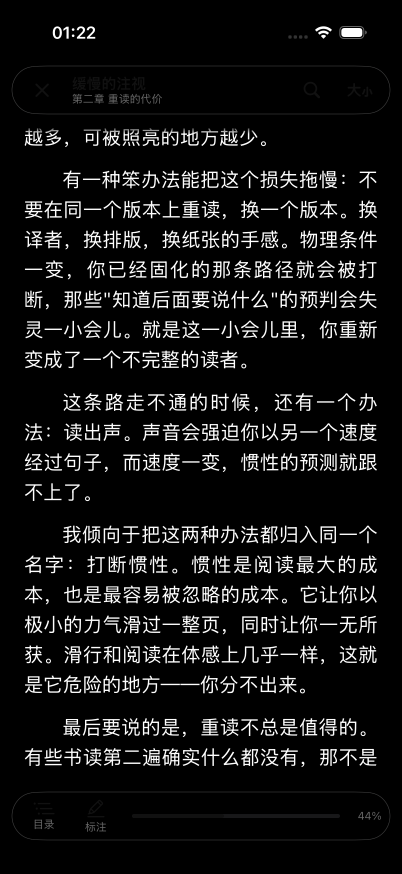 01:22
缓慢的注视
第二章 重读的代价
大小
越多，可被照亮的地方越少。
有一种笨办法能把这个损失拖慢：不
要在同一个版本上重读，换一个版本。换
译者，换排版，换纸张的手感。物理条件
一变，你已经固化的那条路径就会被打
断，那些"知道后面要说什么"的预判会失
灵一小会儿。就是这一小会儿里，你重新
变成了一个不完整的读者。
这条路走不通的时候，还有一个办
法：读出声。声音会强迫你以另一个速度
经过句子，而速度一变，惯性的预测就跟
不上了。
我倾向于把这两种办法都归入同一个
名字：打断惯性。惯性是阅读最大的成
本，也是最容易被忽略的成本。它让你以
极小的力气滑过一整页，同时让你一无所
获。滑行和阅读在体感上几乎一样，这就
是它危险的地方——你分不出来。
最后要说的是，重读不总是值得的。
有些书读第二遍确实什么都没有，那不是
目录
标注
44%